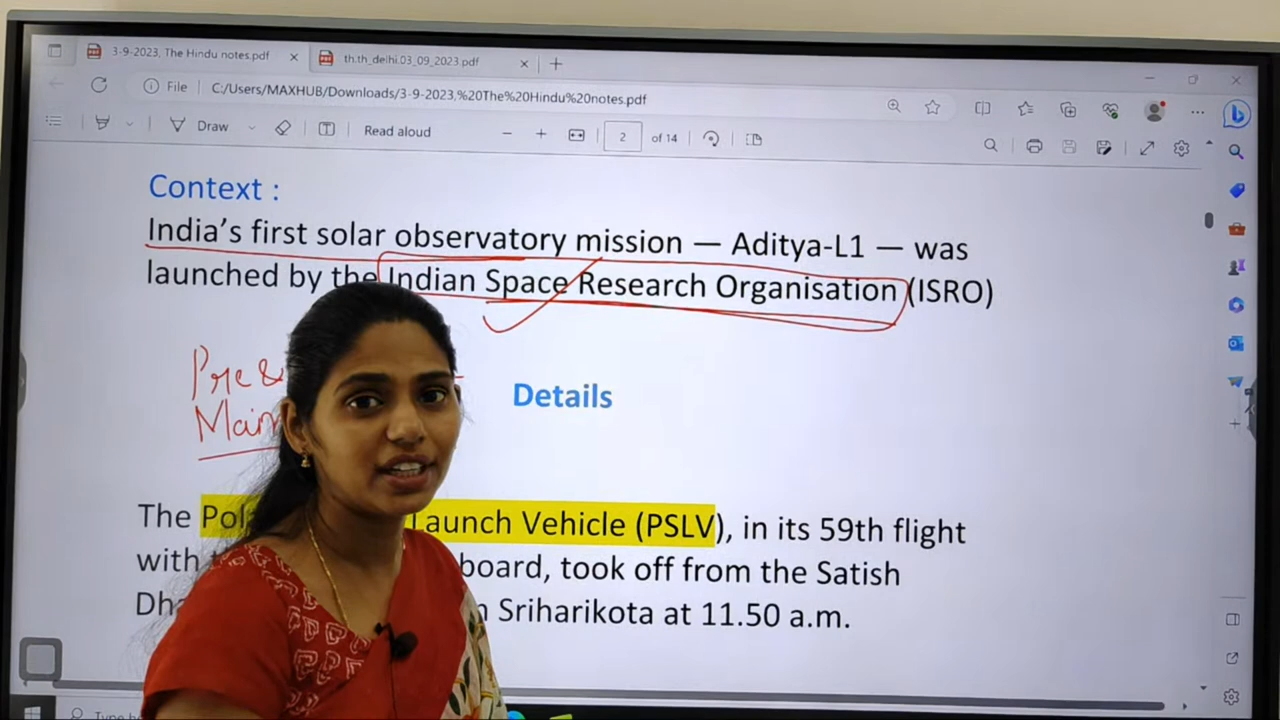 3-9-2023, The Hindu notes.pdf
th.th_delhi.03_09_2023.pdf
File C:/Users/MAXHUB/Downloads/3-9-2023,%20The%20Hindu%20notes.pdf
Draw Read aloud 2 of 14
Context :
India's first solar observatory mission — Aditya-L1 — was
launched by the Indian Space Research Organisation (ISRO)
Pre &
Details
The Launch Vehicle (PSLV), in its 59th flight
with board, took off from the Satish
Sriharikota at 11.50 a.m.
Type